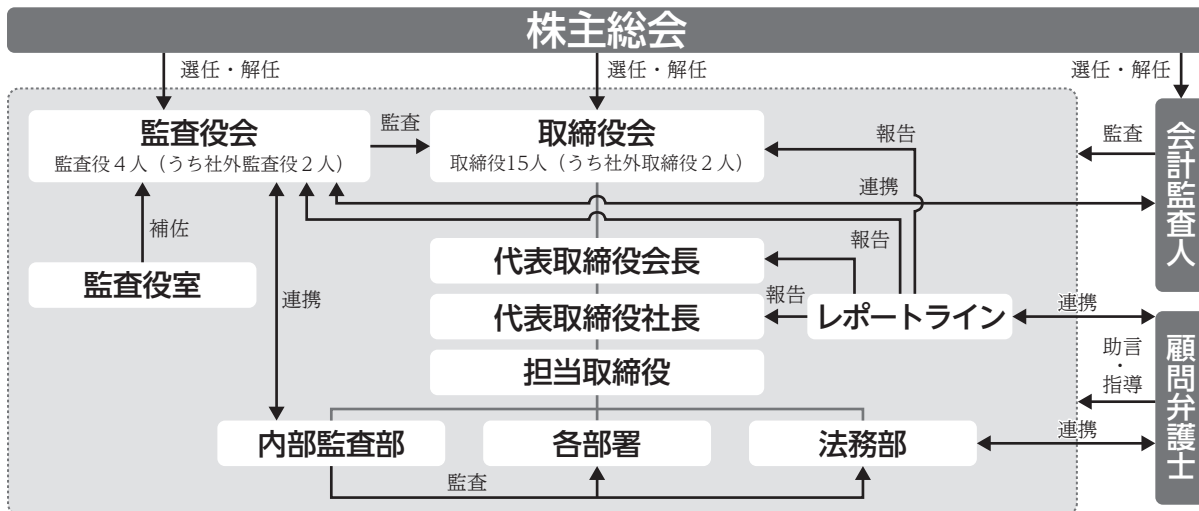 株主総会
選任・解任
選任・解任
選任・解任
監査役会
監査役４人（うち社外監査役２人）
監査
取締役会
取締役15人（うち社外取締役２人）
報告
監査
会計監査人
連携
補佐
監査役室
連携
報告
代表取締役会長
報告
代表取締役社長
レポートライン
連携
担当取締役
助言・指導
顧問弁護士
内部監査部
各部署
法務部
連携
監査